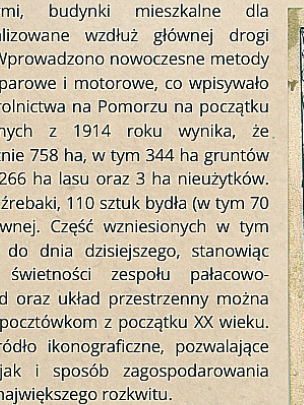 mi, budynki mieszkalne dla
lizowane wzdłuż głównej drogi
Wprowadzono nowoczesne metody
parowe i motorowe, co wpisywało
rolnictwa na Pomorzu na początku
nych z 1914 roku wynika, że
nie 758 ha, w tym 344 ha gruntów
266 ha lasu oraz 3 ha nieużytków.
źrebaki, 110 sztuk bydła (w tym 70
wnej. Część wzniesionych w tym
do dnia dzisiejszego, stanowiąc
świetności zespołu pałacowo-
d oraz układ przestrzenny można
pocztówkom z początku XX wieku.
ródło ikonograficzne, pozwalające
jak i sposób zagospodarowania
największego rozkwitu.